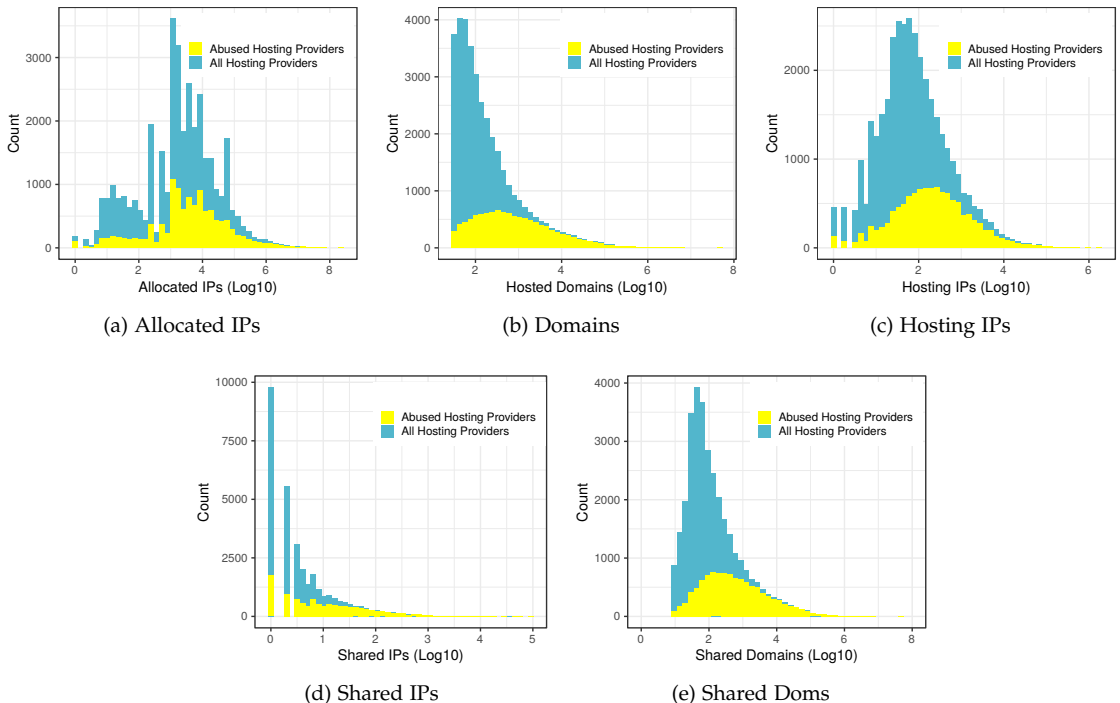 Count
3000
2000
1000
0
Abused Hosting Providers
All Hosting Providers
0 2 4 6 8
Allocated IPs (Log10)
(a) Allocated IPs
Count
4000
3000
2000
1000
0
Abused Hosting Providers
All Hosting Providers
2 4 6 8
Hosted Domains (Log10)
(b) Domains
Count
2000
1000
0
Abused Hosting Providers
All Hosting Providers
0 2 4 6
Hosting IPs (Log10)
(c) Hosting IPs
Count
10000
7500
5000
2500
0
Abused Hosting Providers
All Hosting Providers
0 1 2 3 4 5
Shared IPs (Log10)
(d) Shared IPs
Count
4000
3000
2000
1000
0
Abused Hosting Providers
All Hosting Providers
0 2 4 6 8
Shared Domains (Log10)
(e) Shared Doms